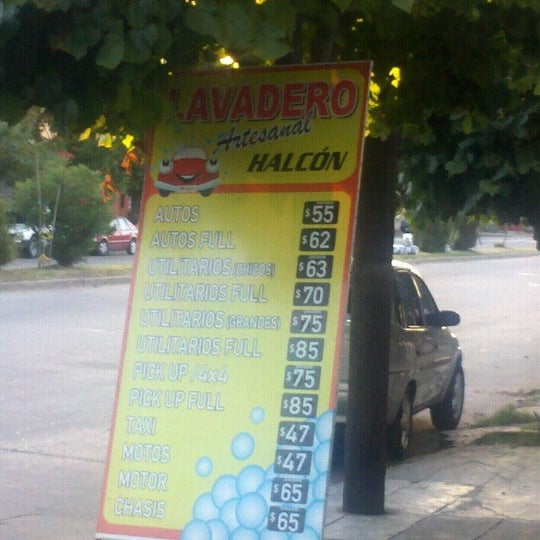 LAVADERO
Artesanal
HALCÓN
AUTOS $55
AUTOS FULL $62
UTILITARIOS (CHICOS) $63
UTILITARIOS FULL $70
UTILITARIOS (GRANDES) $75
UTILITARIOS FULL $85
PICK UP /4x4 $75
PICK UP FULL $85
TAXI $47
MOTOS $47
MOTOR $65
CHASIS $65